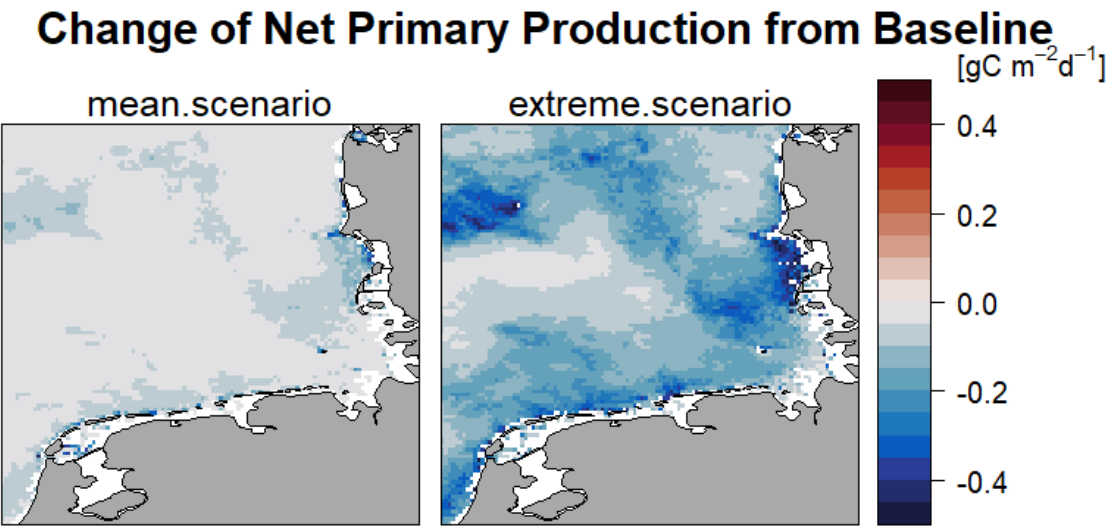 Change of Net Primary Production from Baseline
[gC m⁻²d⁻¹]
mean.scenario
extreme.scenario
0.4
0.2
0.0
-0.2
-0.4